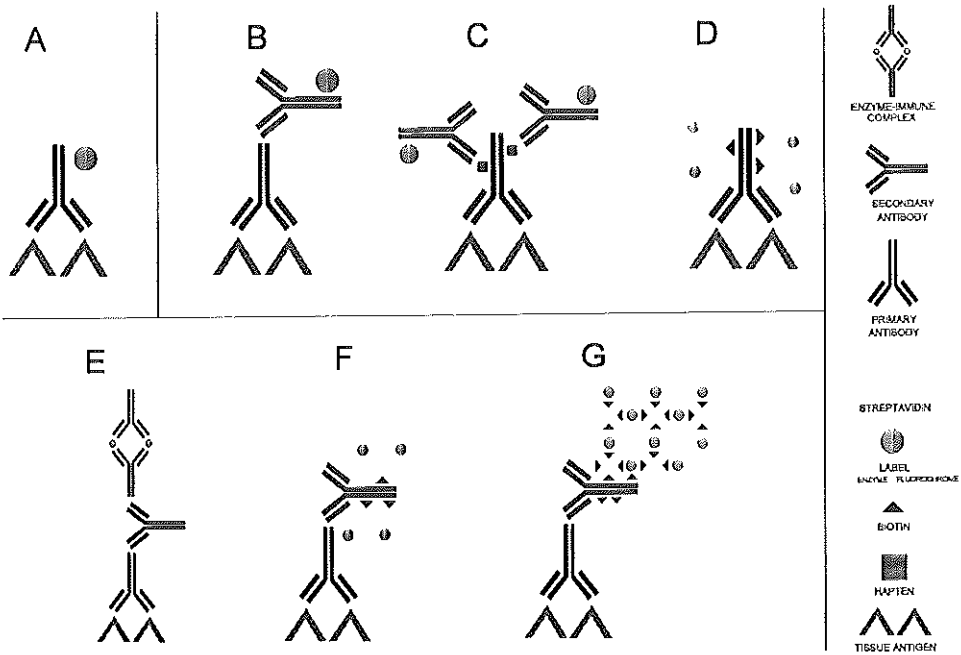 A
B
C
D
E
F
G
ENZYME-IMMUNE
COMPLEX
SECONDARY
ANTIBODY
PRIMARY
ANTIBODY
STREPTAVIDIN
LABEL
ENZYME FLUOROCHROME
BIOTIN
HAPTEN
TISSUE ANTIGEN